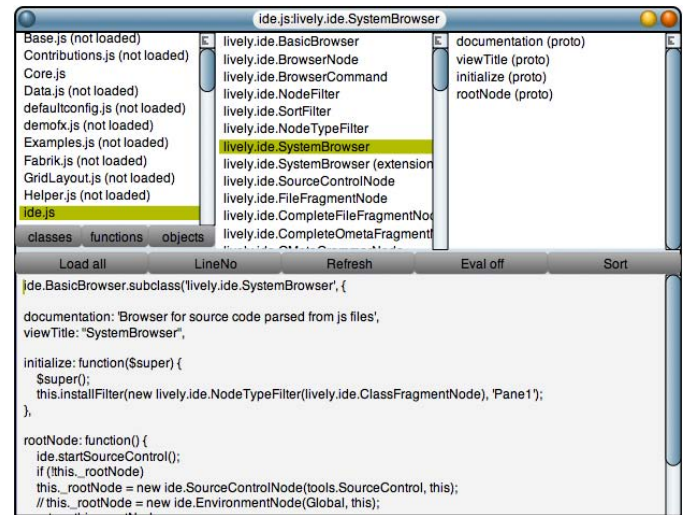 ide.js:lively.ide.SystemBrowser
Base.js (not loaded)
Contributions.js (not loaded)
Core.js
Data.js (not loaded)
defaultconfig.js (not loaded)
demofx.js (not loaded)
Examples.js (not loaded)
Fabrik.js (not loaded)
GridLayout.js (not loaded)
Helper.js (not loaded)
ide.js
classes functions objects
lively.ide.BasicBrowser
lively.ide.BrowserNode
lively.ide.BrowserCommand
lively.ide.NodeFilter
lively.ide.SortFilter
lively.ide.NodeTypeFilter
lively.ide.SystemBrowser
lively.ide.SystemBrowser (extension
lively.ide.SourceControlNode
lively.ide.FileFragmentNode
lively.ide.CompleteFileFragmentNod
lively.ide.CompleteOmetaFragment
documentation (proto)
viewTitle (proto)
initialize (proto)
rootNode (proto)
Load all LineNo Refresh Eval off Sort
ide.BasicBrowser.subclass('lively.ide.SystemBrowser', {
documentation: 'Browser for source code parsed from js files',
viewTitle: "SystemBrowser",
initialize: function($super) {
$super();
this.installFilter(new lively.ide.NodeTypeFilter(lively.ide.ClassFragmentNode), 'Pane1');
},
rootNode: function() {
ide.startSourceControl();
if (!this._rootNode)
this._rootNode = new ide.SourceControlNode(tools.SourceControl, this);
// this._rootNode = new ide.EnvironmentNode(Global, this);